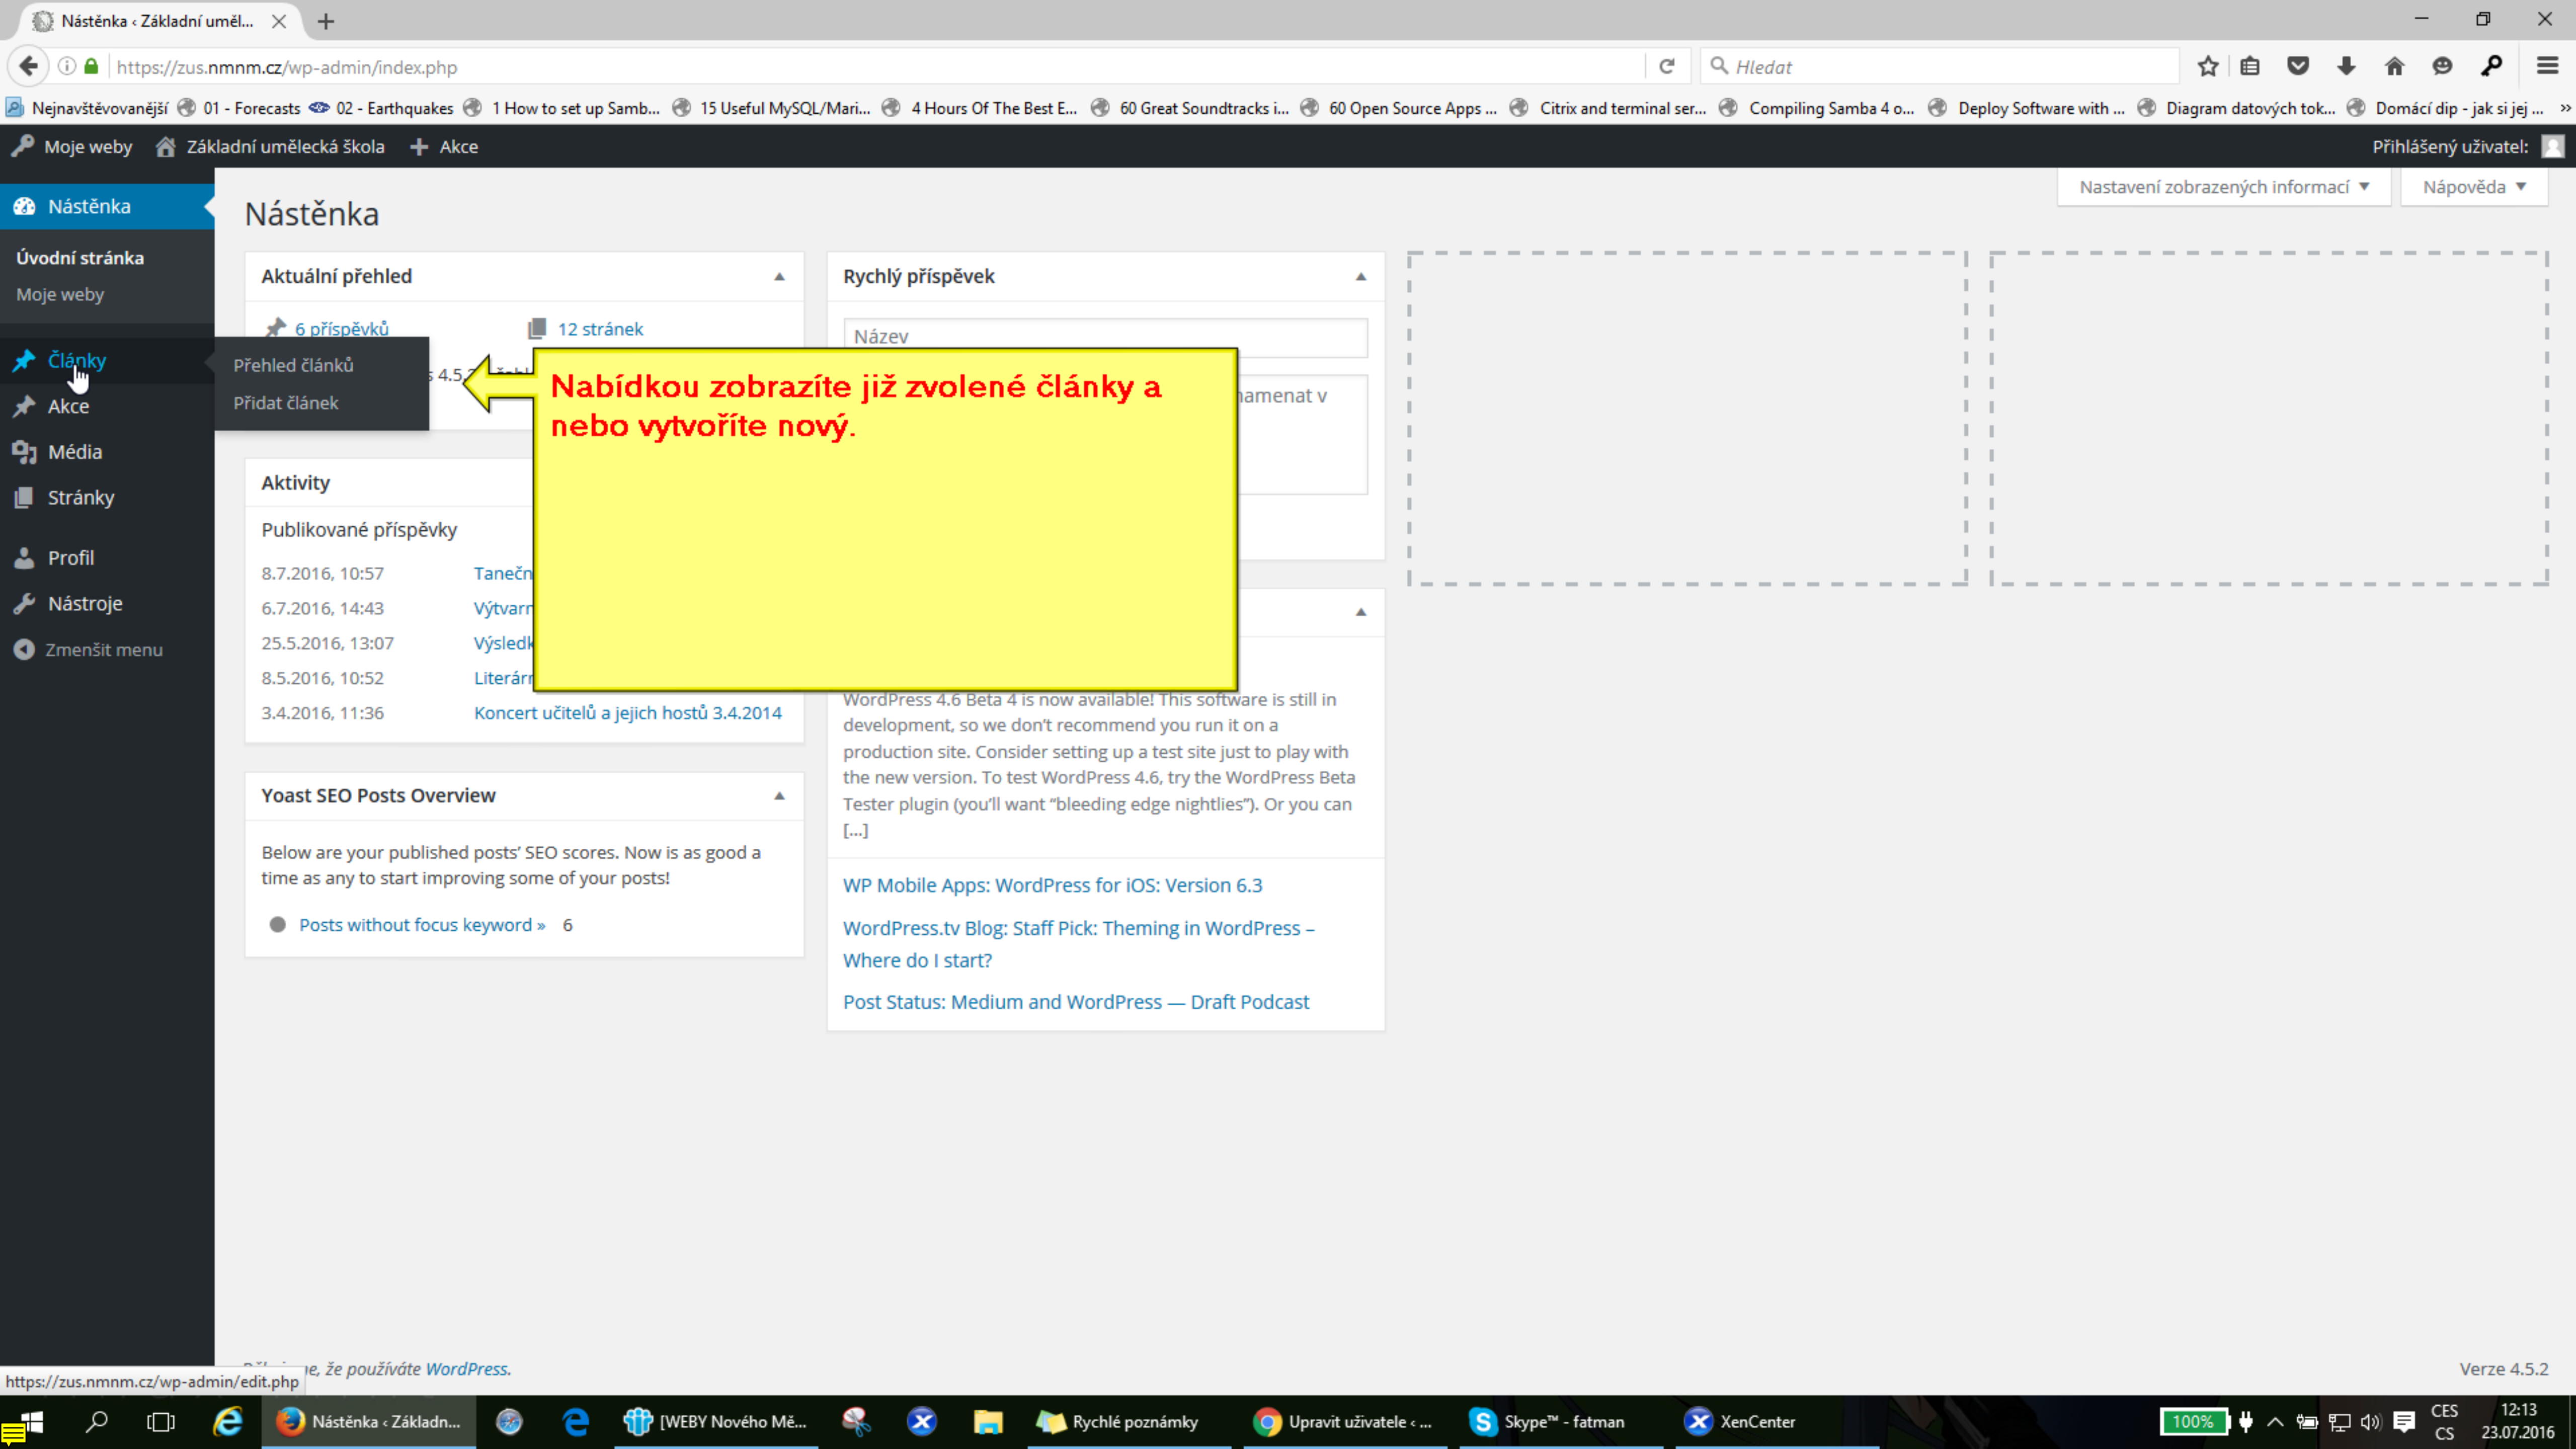 Nástěnka ‹ Základní uměl...
https://zus.nmnm.cz/wp-admin/index.php
Hledat
Nejnavštěvovanější 01 - Forecasts 02 - Earthquakes 1 How to set up Samb... 15 Useful MySQL/Mari... 4 Hours Of The Best E... 60 Great Soundtracks i... 60 Open Source Apps ... Citrix and terminal ser... Compiling Samba 4 o... Deploy Software with ... Diagram datových tok... Domácí dip - jak si jej ... »
Moje weby Základní umělecká škola + Akce Přihlášený uživatel:
Nastavení zobrazených informací Nápověda
Nástěnka
Úvodní stránka
Moje weby
Články
Akce
Média
Stránky
Profil
Nástroje
Zmenšit menu
Přehled článků
Přidat článek
Nástěnka
Aktuální přehled
6 příspěvků 12 stránek
Nabídkou zobrazíte již zvolené články a
nebo vytvoříte nový.
Aktivity
Publikované příspěvky
8.7.2016, 10:57
6.7.2016, 14:43
25.5.2016, 13:07
8.5.2016, 10:52
3.4.2016, 11:36 Koncert učitelů a jejich hostů 3.4.2014
Yoast SEO Posts Overview
Below are your published posts’ SEO scores. Now is as good a
time as any to start improving some of your posts!
Posts without focus keyword » 6
Rychlý příspěvek
Název
WordPress 4.6 Beta 4 is now available! This software is still in
development, so we don’t recommend you run it on a
production site. Consider setting up a test site just to play with
the new version. To test WordPress 4.6, try the WordPress Beta
Tester plugin (you’ll want “bleeding edge nightlies”). Or you can
[…]
WP Mobile Apps: WordPress for iOS: Version 6.3
WordPress.tv Blog: Staff Pick: Theming in WordPress –
Where do I start?
Post Status: Medium and WordPress — Draft Podcast
že používáte WordPress.
Verze 4.5.2
https://zus.nmnm.cz/wp-admin/edit.php
Nástěnka ‹ Základn... [WEBY Nového Mě... Rychlé poznámky Upravit uživatele ‹ ... Skype™ - fatman XenCenter
100% CES 12:13
CS 23.07.2016